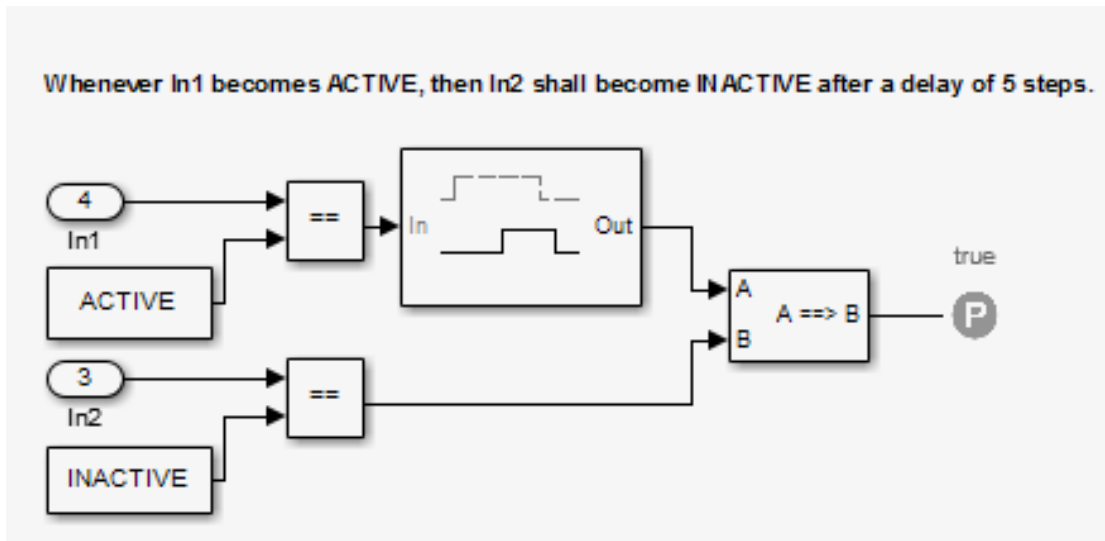 Whenever In1 becomes ACTIVE, then In2 shall become INACTIVE after a delay of 5 steps.
4
In1
ACTIVE
==
In
Out
3
In2
INACTIVE
==
A
B
A ==> B
true
P